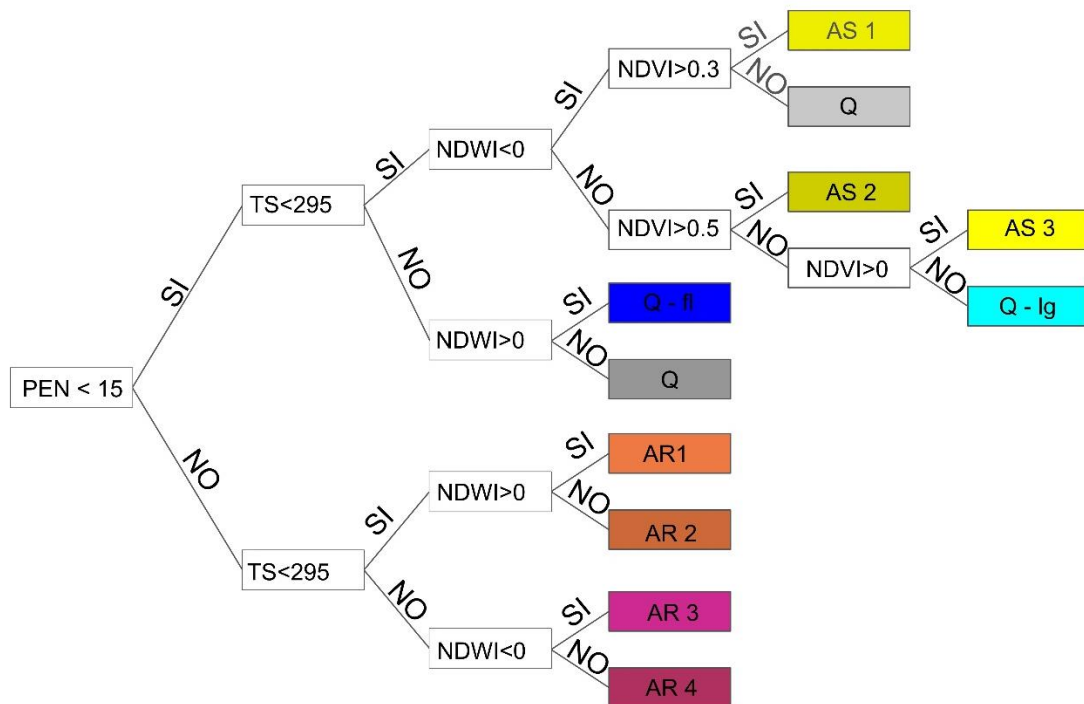 AS 1
SI
NDVI>0.3
NO
Q
SI
NDWI<0
SI
NO
AS 2
SI
TS<295
NDVI>0.5
NO
AS 3
SI
NDVI>0
NO
Q - lg
SI
NO
Q - fl
SI
NDWI>0
NO
Q
PEN < 15
NO
AR1
SI
NDWI>0
NO
AR 2
SI
TS<295
NO
AR 3
SI
NDWI<0
NO
AR 4